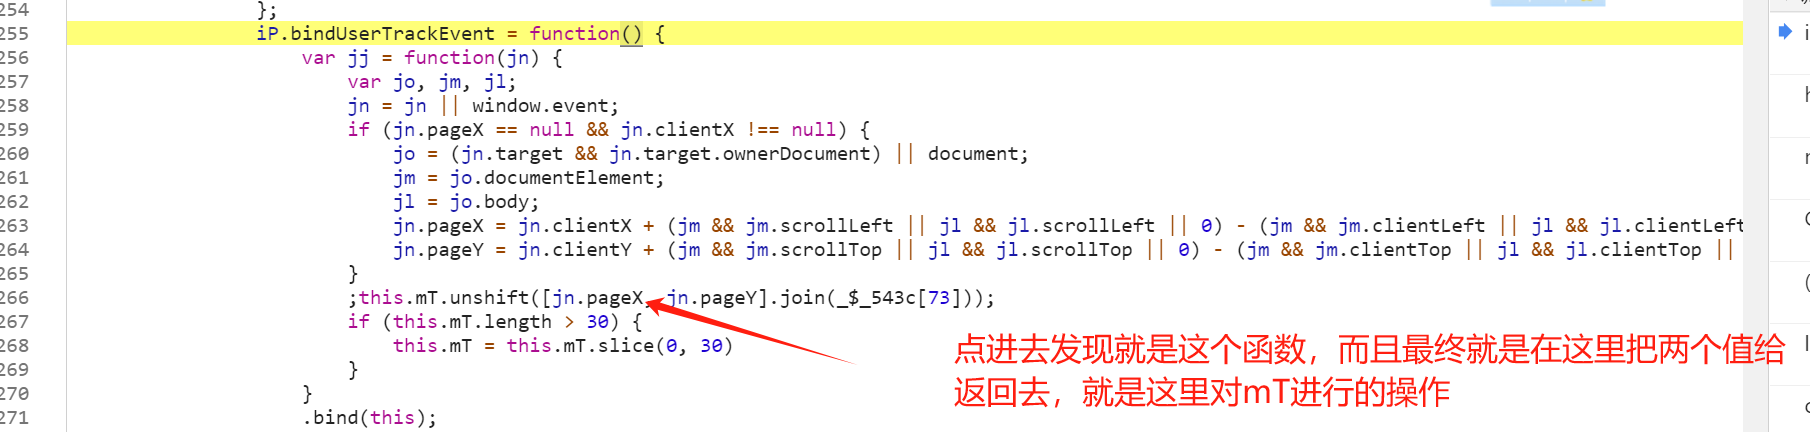 254 };
255 iP.bindUserTrackEvent = function() {
256 var jj = function(jn) {
257 var jo, jm, jl;
258 jn = jn || window.event;
259 if (jn.pageX == null && jn.clientX !== null) {
260 jo = (jn.target && jn.target.ownerDocument) || document;
261 jm = jo.documentElement;
262 jl = jo.body;
263 jn.pageX = jn.clientX + (jm && jm.scrollLeft || jl && jl.scrollLeft || 0) - (jm && jm.clientLeft || jl && jl.clientLeft
264 jn.pageY = jn.clientY + (jm && jm.scrollTop || jl && jl.scrollTop || 0) - (jm && jm.clientTop || jl && jl.clientTop ||
265 }
266 ;this.mT.unshift([jn.pageX, jn.pageY].join(_$_543c[73]));
267 if (this.mT.length > 30) {
268 this.mT = this.mT.slice(0, 30)
269 }
270 }
271 .bind(this);
点进去发现就是这个函数，而且最终就是在这里把两个值给
返回去，就是这里对mT进行的操作